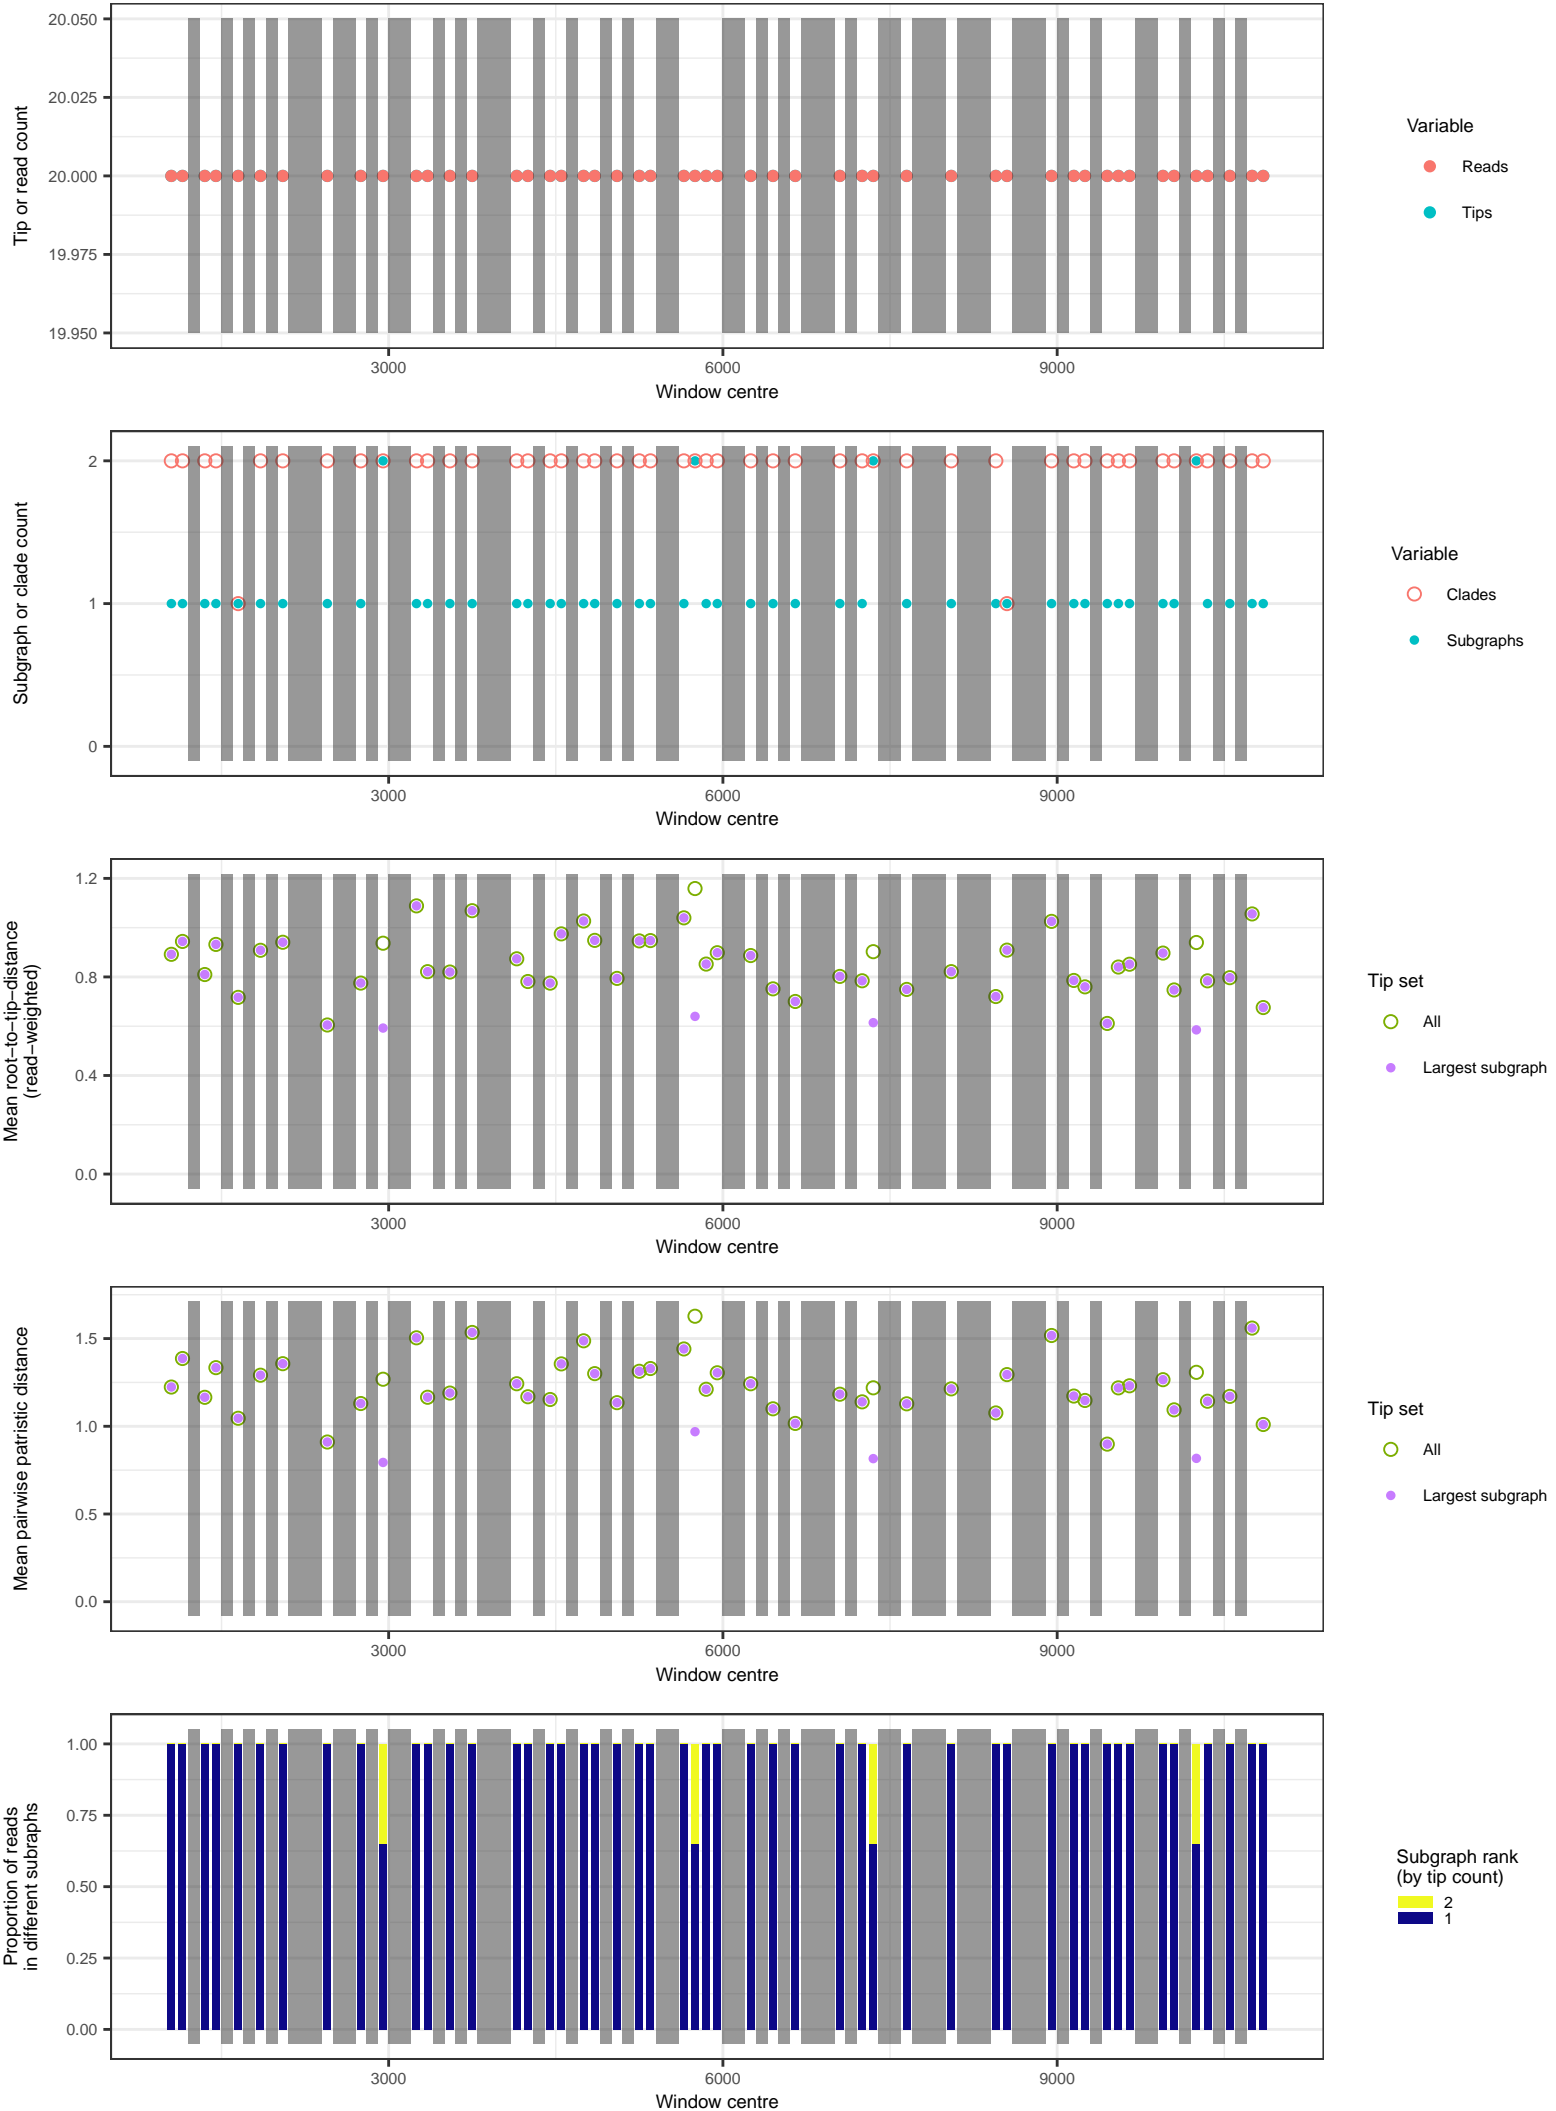 20.050
20.025
20.000
19.975
19.950
Tip or read count
3000 6000 9000
Window centre
Variable
Reads
Tips
2
1
0
Subgraph or clade count
3000 6000 9000
Window centre
Variable
Clades
Subgraphs
1.2
0.8
0.4
0.0
Mean root−to−tip−distance
(read−weighted)
3000 6000 9000
Window centre
Tip set
All
Largest subgraph
1.5
1.0
0.5
0.0
Mean pairwise patristic distance
3000 6000 9000
Window centre
Tip set
All
Largest subgraph
1.00
0.75
0.50
0.25
0.00
Proportion of reads
in different subraphs
3000 6000 9000
Window centre
Subgraph rank
(by tip count)
2
1